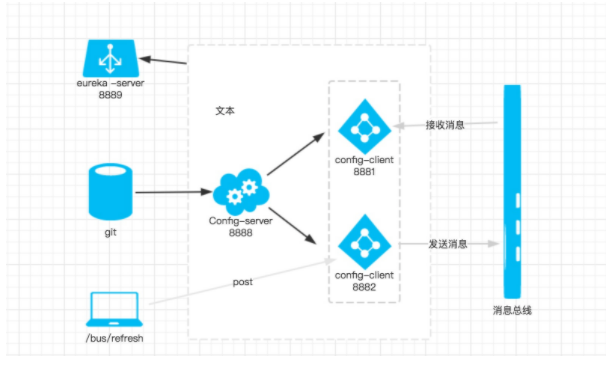 eureka -server
8889
文本
接收消息
config-client
8881
git
Config-server
8888
发送消息
config-client
8882
post
/bus/refresh
消息总线